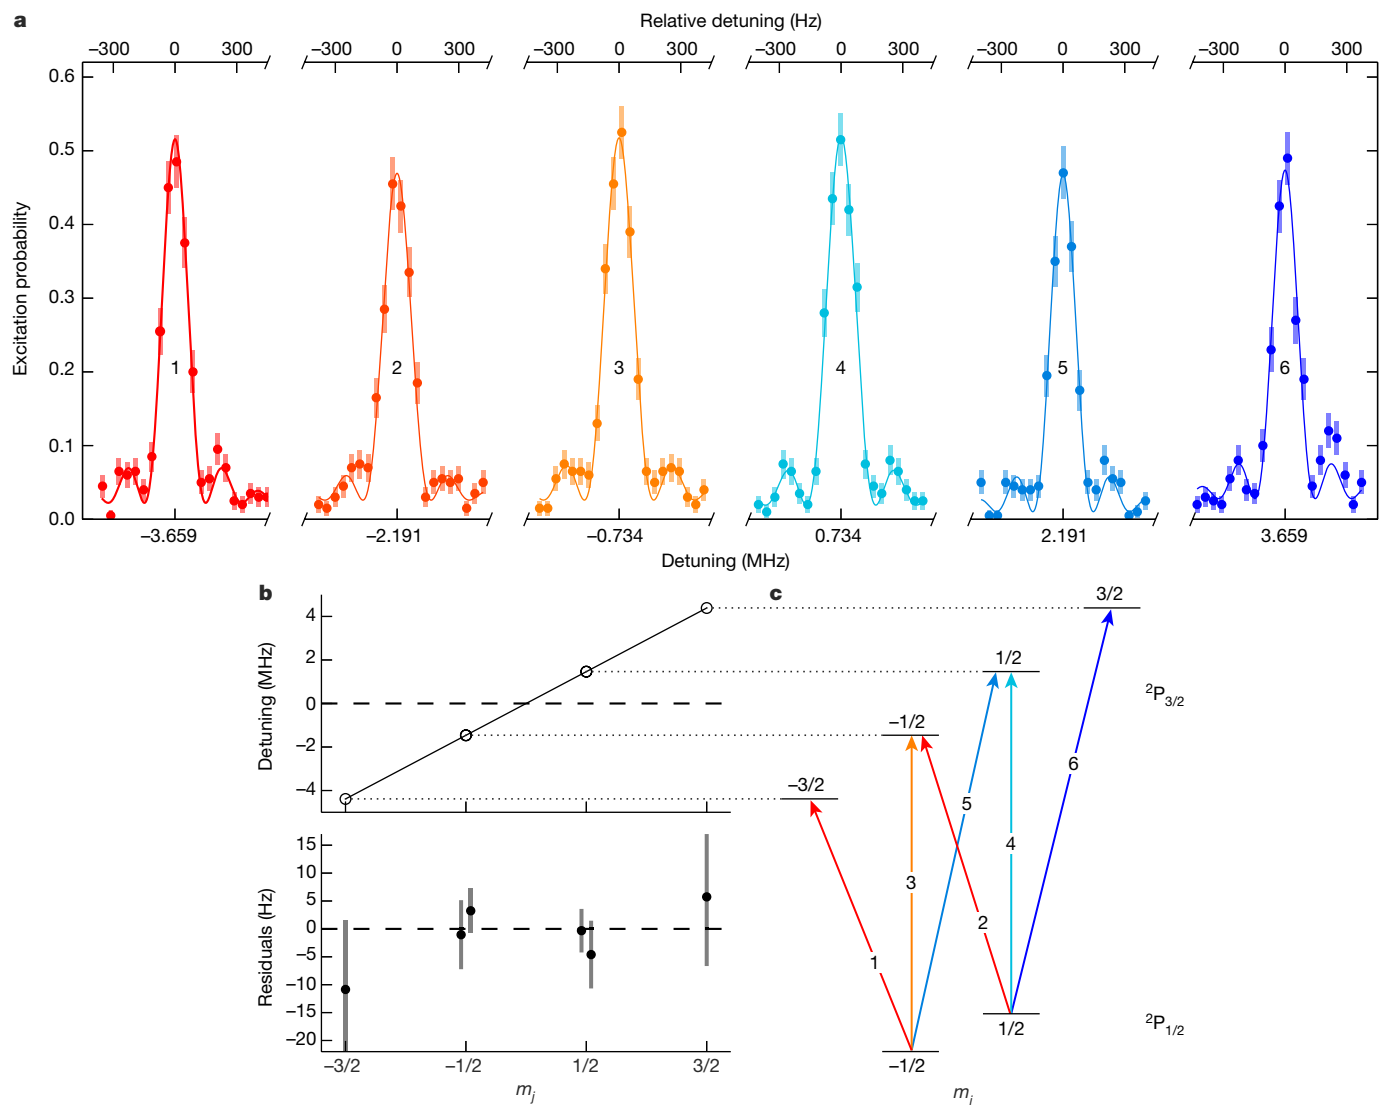 a
Relative detuning (Hz)
−300 0 300 −300 0 300 −300 0 300 −300 0 300 −300 0 300 −300 0 300
0.6
0.5
0.4
0.3
0.2
0.1
0.0
Excitation probability
1 2 3 4 5 6
−3.659 −2.191 −0.734 0.734 2.191 3.659
Detuning (MHz)
b
4
2
0
−2
−4
Detuning (MHz)
15
10
5
0
−5
−10
−15
−20
Residuals (Hz)
−3/2 −1/2 1/2 3/2
mj
c
3/2
1/2
−1/2
−3/2
²P3/2
6
5
4
3
2
1
1/2
−1/2
²P1/2
mj